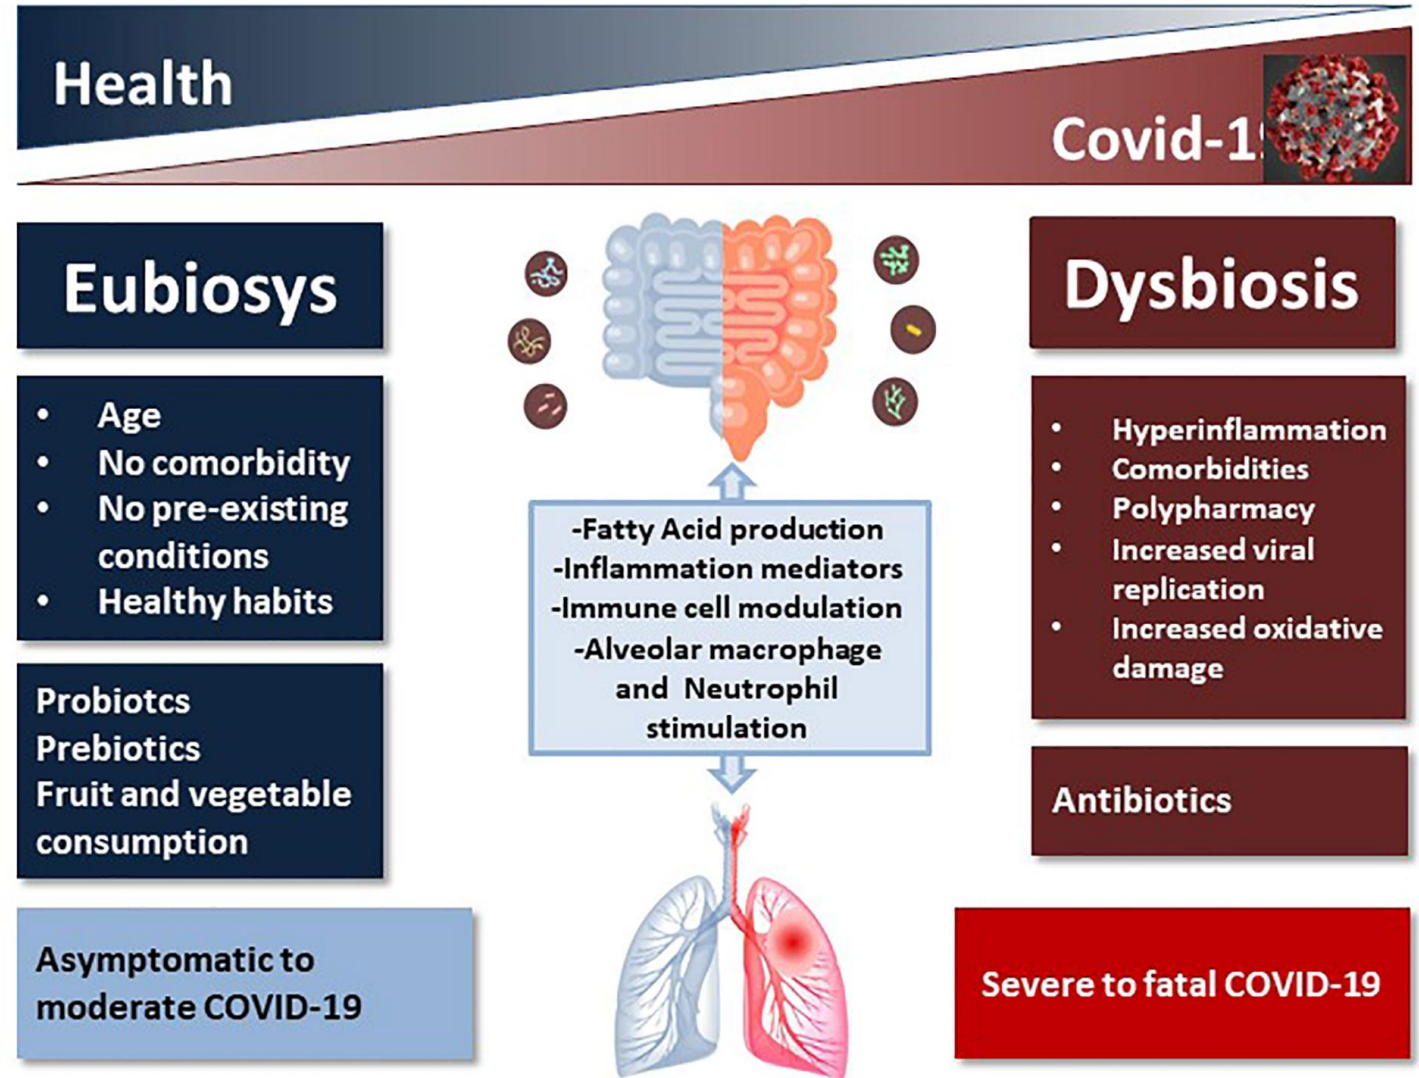 Health
Covid-1
Eubiosys
Dysbiosis
• Age
• No comorbidity
• No pre-existing
conditions
• Healthy habits
Probiotcs
Prebiotics
Fruit and vegetable
consumption
Asymptomatic to
moderate COVID-19
-Fatty Acid production
-Inflammation mediators
-Immune cell modulation
-Alveolar macrophage
and Neutrophil
stimulation
• Hyperinflammation
• Comorbidities
• Polypharmacy
• Increased viral
replication
• Increased oxidative
damage
Antibiotics
Severe to fatal COVID-19